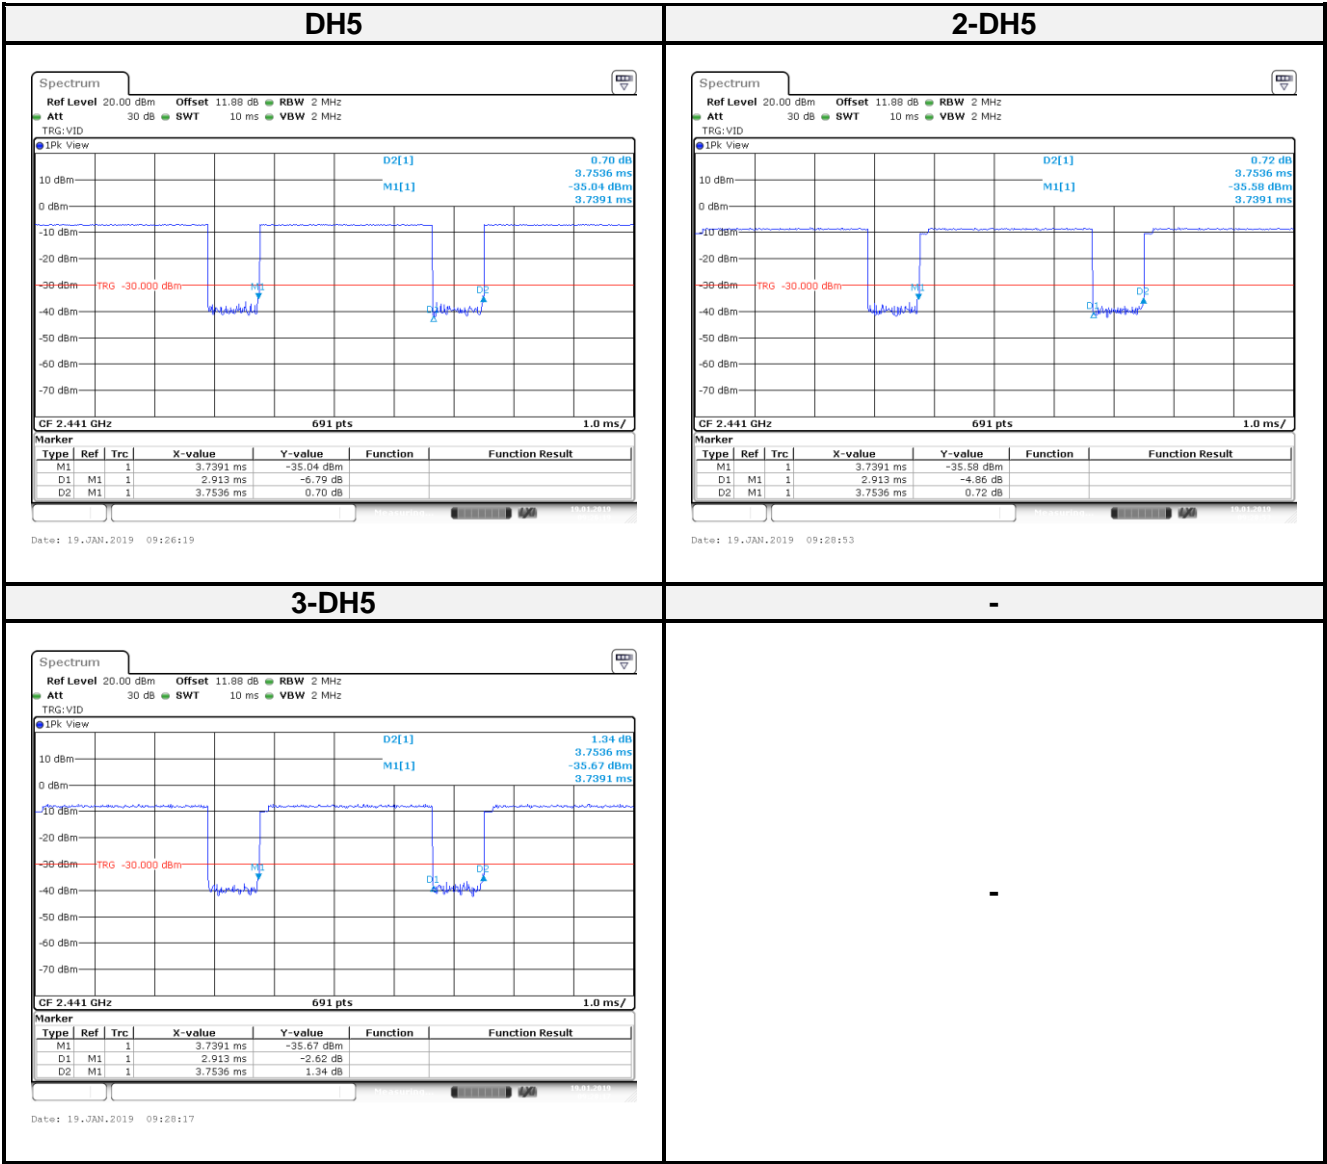 DH5
2-DH5
Spectrum
Ref Level 20.00 dBm Offset 11.88 dB RBW 2 MHz
Att 30 dB SWT 10 ms VBW 2 MHz
TRG:VID
1Pk View
D2[1] 0.70 dB
3.7536 ms
10 dBm
M1[1] -35.04 dBm
3.7391 ms
0 dBm
-10 dBm
-20 dBm
-30 dBm TRG -30.000 dBm
M1
D2
D1
-40 dBm
-50 dBm
-60 dBm
-70 dBm
CF 2.441 GHz 691 pts 1.0 ms/
Marker
Type Ref Trc X-value Y-value Function Function Result
M1 1 3.7391 ms -35.04 dBm
D1 M1 1 2.913 ms -6.79 dB
D2 M1 1 3.7536 ms 0.70 dB
Date: 19.JAN.2019 09:26:19
Spectrum
Ref Level 20.00 dBm Offset 11.88 dB RBW 2 MHz
Att 30 dB SWT 10 ms VBW 2 MHz
TRG:VID
1Pk View
D2[1] 0.72 dB
3.7536 ms
10 dBm
M1[1] -35.58 dBm
3.7391 ms
0 dBm
-10 dBm
-20 dBm
-30 dBm TRG -30.000 dBm
M1
D2
D1
-40 dBm
-50 dBm
-60 dBm
-70 dBm
CF 2.441 GHz 691 pts 1.0 ms/
Marker
Type Ref Trc X-value Y-value Function Function Result
M1 1 3.7391 ms -35.58 dBm
D1 M1 1 2.913 ms -4.86 dB
D2 M1 1 3.7536 ms 0.72 dB
Measuring 19.01.2019
Date: 19.JAN.2019 09:28:53
3-DH5
-
Spectrum
Ref Level 20.00 dBm Offset 11.88 dB RBW 2 MHz
Att 30 dB SWT 10 ms VBW 2 MHz
TRG:VID
1Pk View
D2[1] 1.34 dB
3.7536 ms
10 dBm
M1[1] -35.67 dBm
3.7391 ms
0 dBm
-10 dBm
-20 dBm
-30 dBm TRG -30.000 dBm
M1
D2
D1
-40 dBm
-50 dBm
-60 dBm
-70 dBm
CF 2.441 GHz 691 pts 1.0 ms/
Marker
Type Ref Trc X-value Y-value Function Function Result
M1 1 3.7391 ms -35.67 dBm
D1 M1 1 2.913 ms -2.62 dB
D2 M1 1 3.7536 ms 1.34 dB
Date: 19.JAN.2019 09:28:17
-